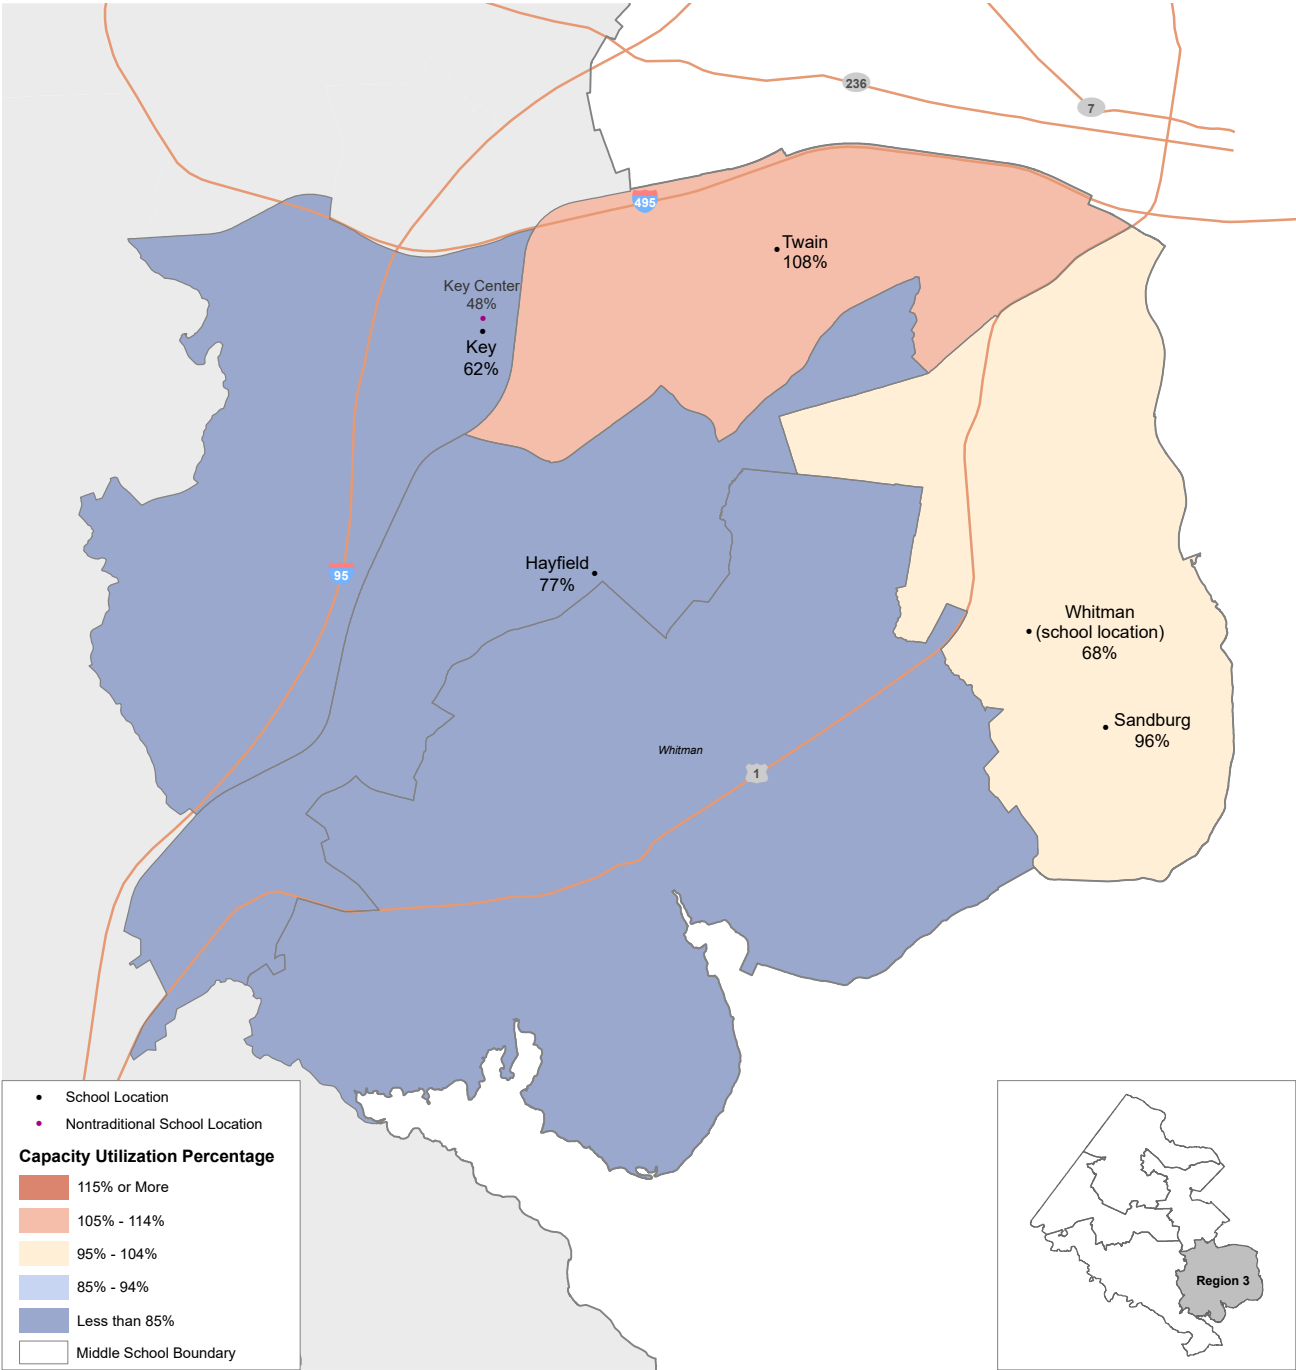 236
7
495
Twain
108%
Key Center
48%
Key
62%
Hayfield
77%
95
Whitman
(school location)
68%
Sandburg
96%
Whitman
1
School Location
Nontraditional School Location
Capacity Utilization Percentage
115% or More
105% - 114%
95% - 104%
85% - 94%
Less than 85%
Middle School Boundary
Region 3